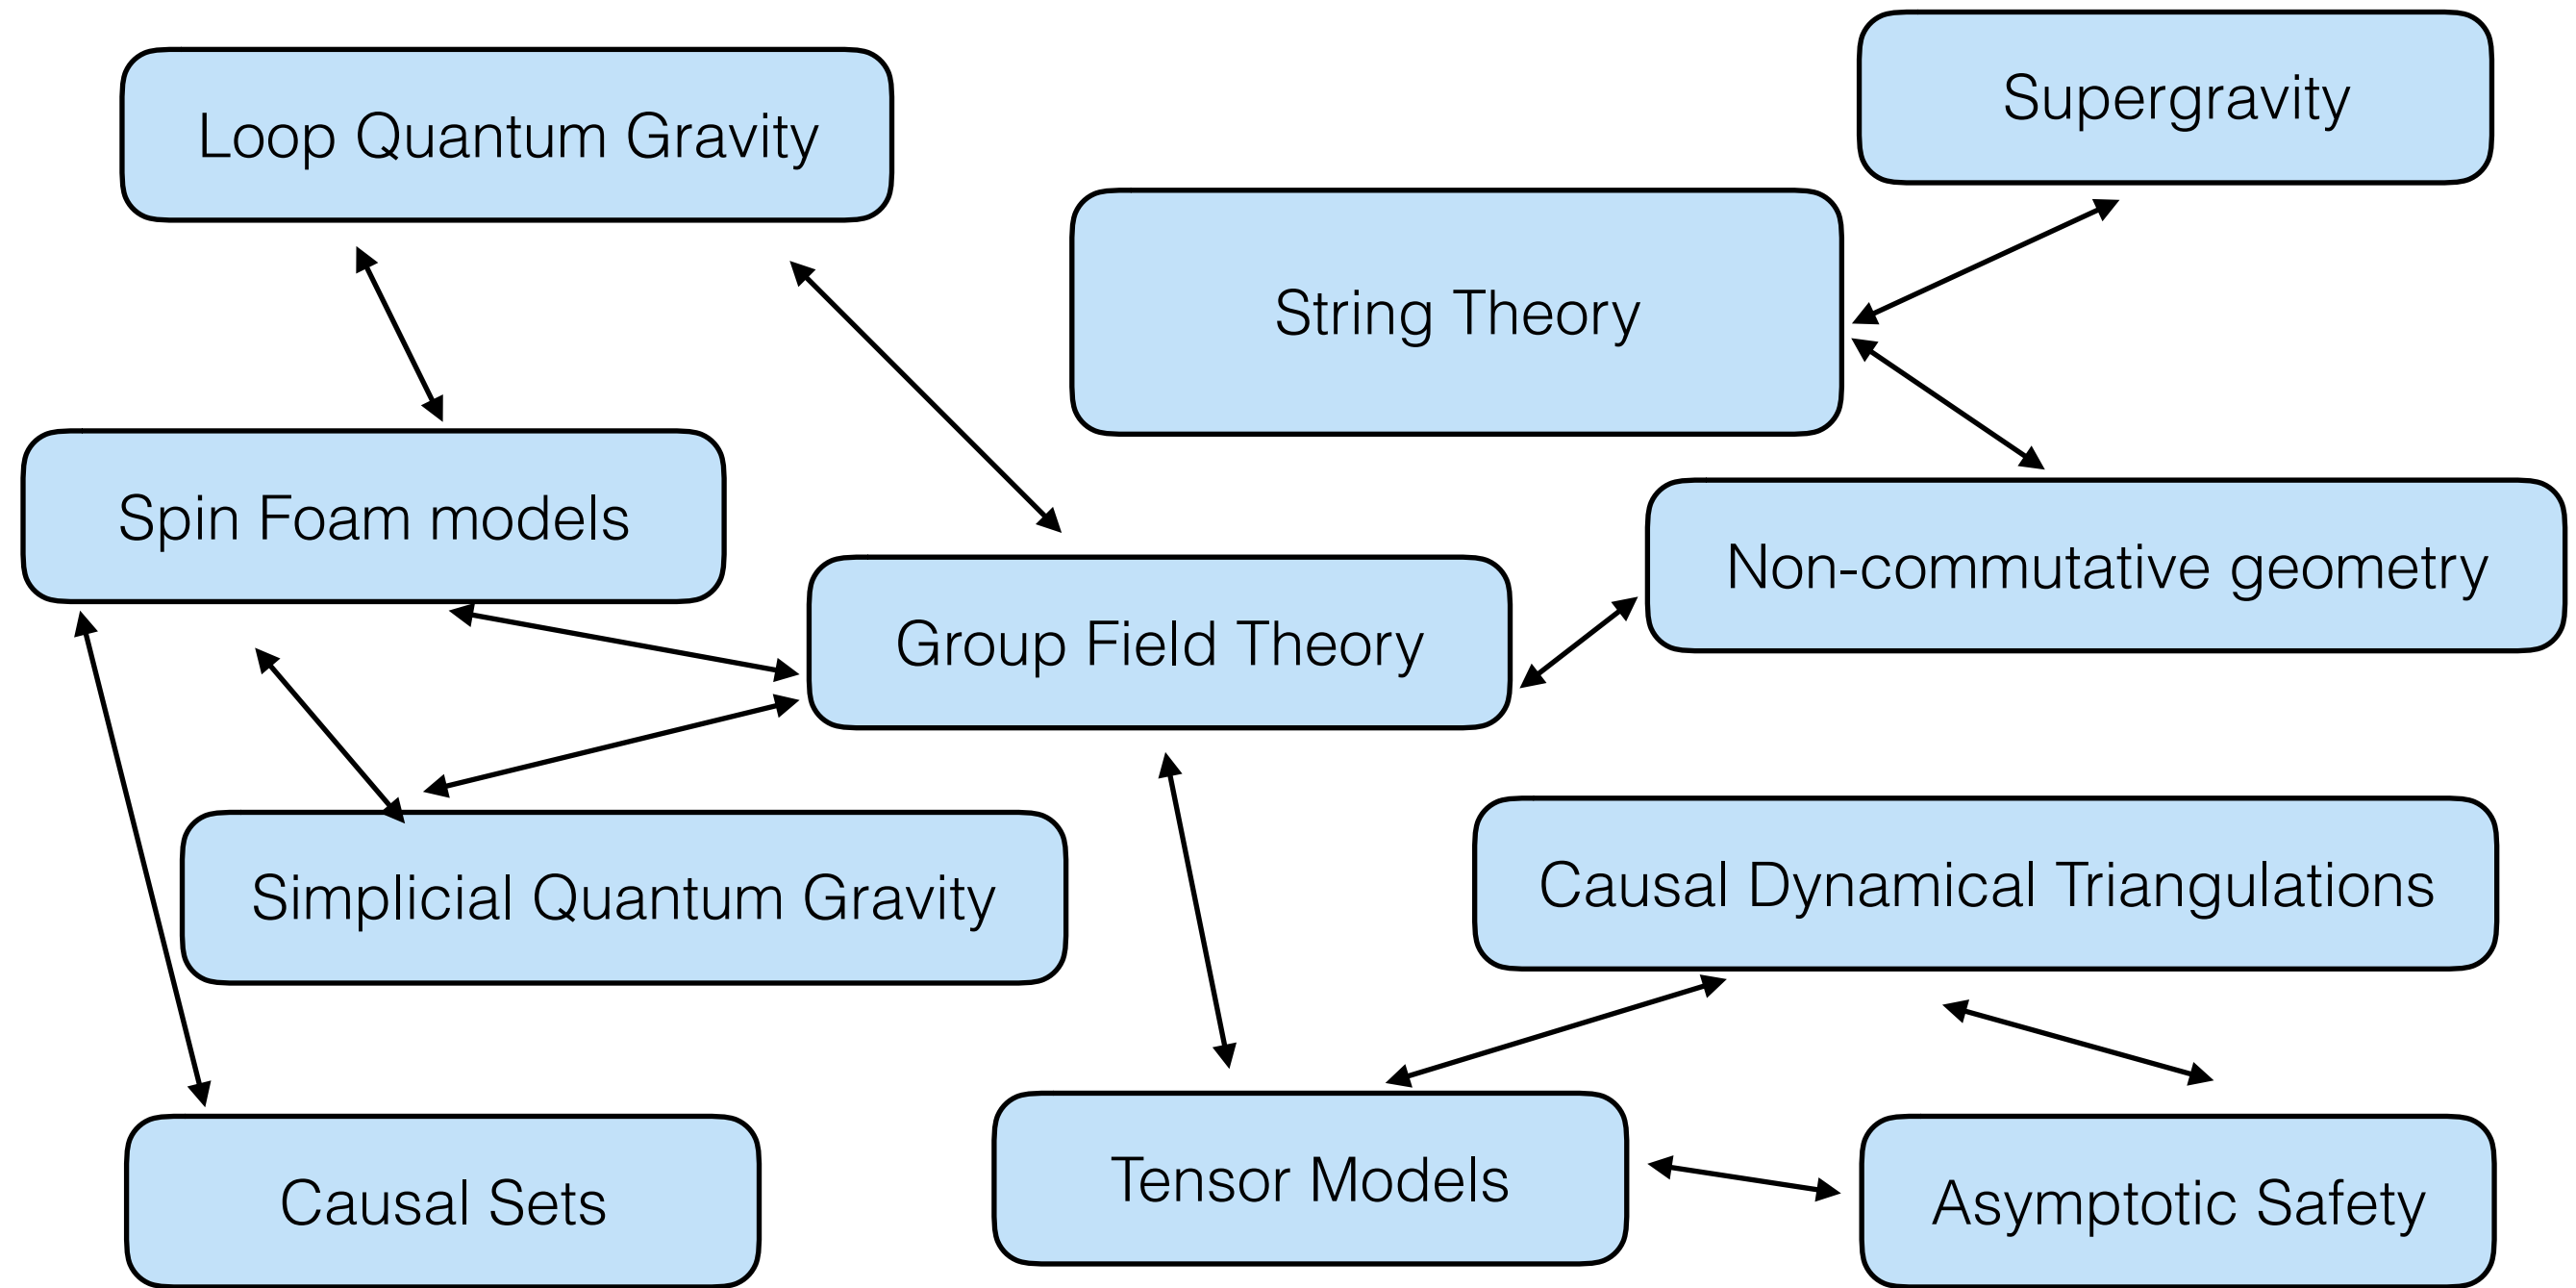 Loop Quantum Gravity
Supergravity
String Theory
Spin Foam models
Non-commutative geometry
Group Field Theory
Simplicial Quantum Gravity
Causal Dynamical Triangulations
Causal Sets
Tensor Models
Asymptotic Safety